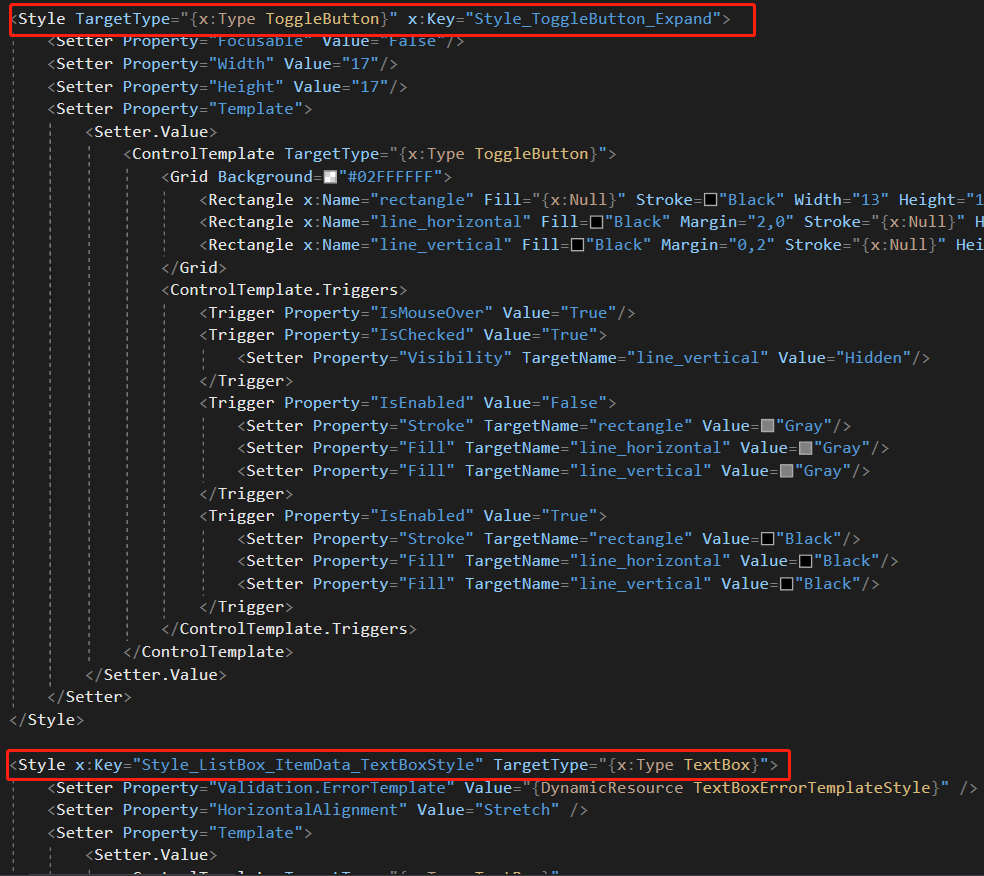 <Style TargetType="{x:Type ToggleButton}" x:Key="Style_ToggleButton_Expand">
<Setter Property="Focusable" Value="False"/>
<Setter Property="Width" Value="17"/>
<Setter Property="Height" Value="17"/>
<Setter Property="Template">
<Setter.Value>
<ControlTemplate TargetType="{x:Type ToggleButton}">
<Grid Background="#02FFFFFF">
<Rectangle x:Name="rectangle" Fill="{x:Null}" Stroke="Black" Width="13" Height="1
<Rectangle x:Name="line_horizontal" Fill="Black" Margin="2,0" Stroke="{x:Null}" H
<Rectangle x:Name="line_vertical" Fill="Black" Margin="0,2" Stroke="{x:Null}" Hei
</Grid>
<ControlTemplate.Triggers>
<Trigger Property="IsMouseOver" Value="True"/>
<Trigger Property="IsChecked" Value="True">
<Setter Property="Visibility" TargetName="line_vertical" Value="Hidden"/>
</Trigger>
<Trigger Property="IsEnabled" Value="False">
<Setter Property="Stroke" TargetName="rectangle" Value="Gray"/>
<Setter Property="Fill" TargetName="line_horizontal" Value="Gray"/>
<Setter Property="Fill" TargetName="line_vertical" Value="Gray"/>
</Trigger>
<Trigger Property="IsEnabled" Value="True">
<Setter Property="Stroke" TargetName="rectangle" Value="Black"/>
<Setter Property="Fill" TargetName="line_horizontal" Value="Black"/>
<Setter Property="Fill" TargetName="line_vertical" Value="Black"/>
</Trigger>
</ControlTemplate.Triggers>
</ControlTemplate>
</Setter.Value>
</Setter>
</Style>
<Style x:Key="Style_ListBox_ItemData_TextBoxStyle" TargetType="{x:Type TextBox}">
<Setter Property="Validation.ErrorTemplate" Value="{DynamicResource TextBoxErrorTemplateStyle}" />
<Setter Property="HorizontalAlignment" Value="Stretch" />
<Setter Property="Template">
<Setter.Value>